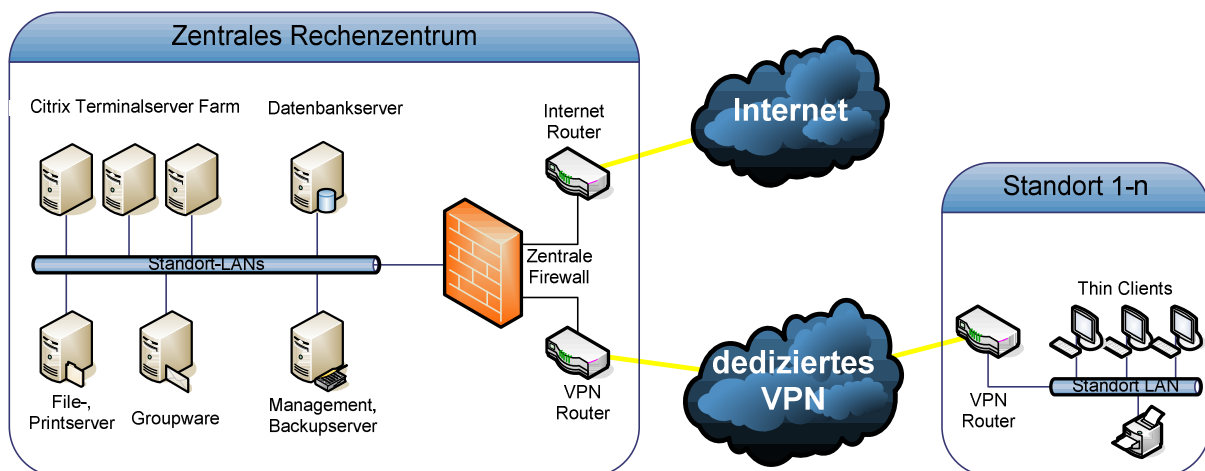 Zentrales Rechenzentrum
Citrix Terminalserver Farm
Datenbankserver
Internet
Router
Internet
Standort 1-n
Standort-LANs
Zentrale
Firewall
Thin Clients
dediziertes
VPN
Standort LAN
File-,
Printserver
Groupware
Management,
Backupserver
VPN
Router
VPN
Router